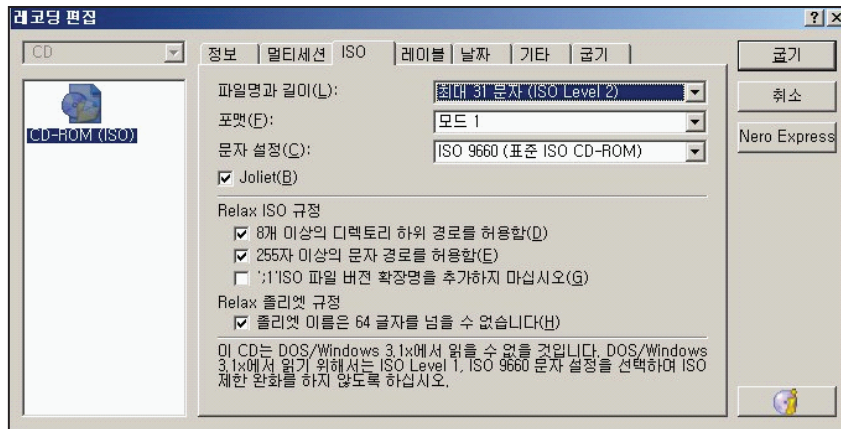 레코딩 편집
CD
CD-ROM (ISO)
정보 멀티세션 ISO 레이블 날짜 기타 굽기
파일명과 길이(L): 최대 31 문자 (ISO Level 2)
포맷(F): 모드 1
문자 설정(C): ISO 9660 (표준 ISO CD-ROM)
Joliet(B)
Relax ISO 규정
8개 이상의 디렉토리 하위 경로를 허용함(D)
255자 이상의 문자 경로를 허용함(E)
';1'ISO 파일 버전 확장명을 추가하지 마십시오(G)
Relax 졸리엣 규정
졸리엣 이름은 64 글자를 넘을 수 없습니다(H)
이 CD는 DOS/Windows 3.1x에서 읽을 수 없을 것입니다. DOS/Windows
3.1x에서 읽기 위해서는 ISO Level 1, ISO 9660 문자 설정을 선택하며 ISO
제한 완화를 하지 않도록 하십시오.
굽기
취소
Nero Express